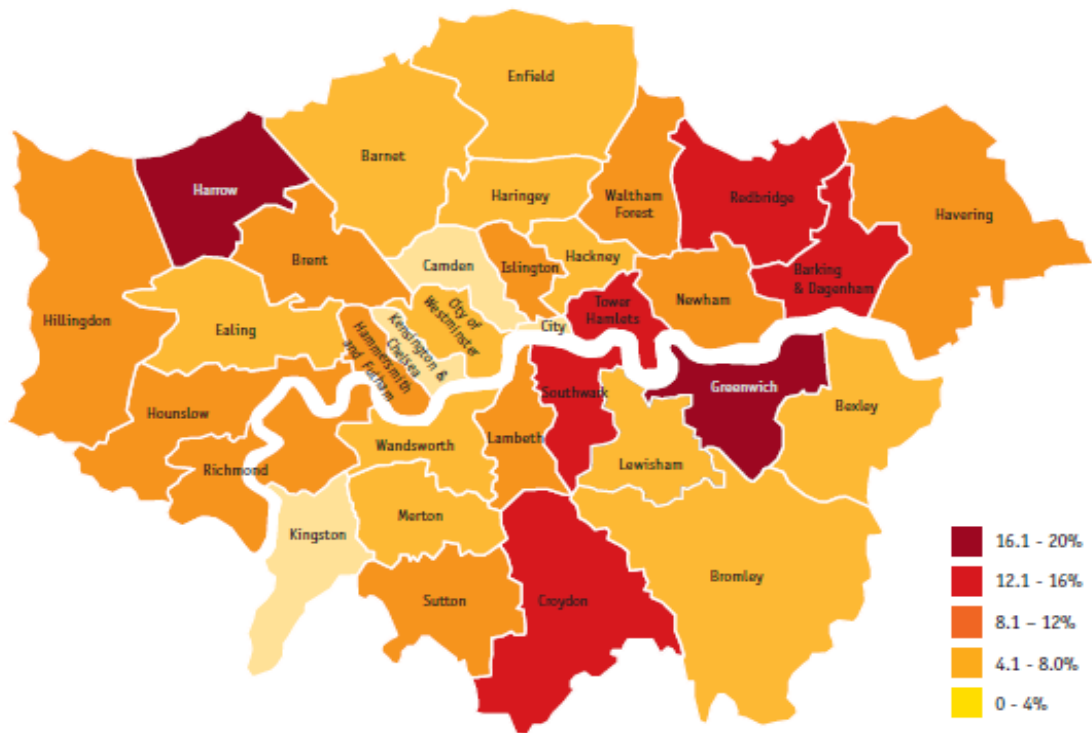 Enfield
Barnet
Harrow
Haringey
Waltham
Forest
Redbridge
Havering
Brent
Camden
Islington
Hackney
Barking
& Dagenham
Hillingdon
Ealing
City of
Westminster
Kensington &
Chelsea
Hammersmith
and Fulham
City
Tower
Hamlets
Newham
Hounslow
Southwark
Greenwich
Bexley
Richmond
Wandsworth
Lambeth
Lewisham
Kingston
Merton
Bromley
Sutton
Croydon
16.1 - 20%
12.1 - 16%
8.1 – 12%
4.1 - 8.0%
0 - 4%